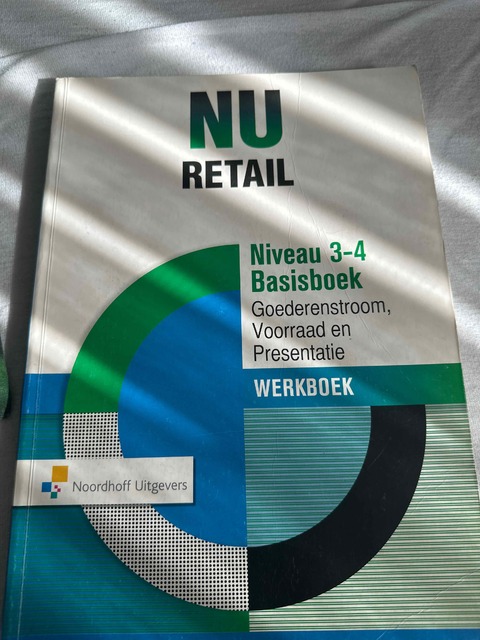 NU
RETAIL
Niveau 3-4
Basisboek
Goederenstroom,
Voorraad en
Presentatie
WERKBOEK
Noordhoff Uitgevers